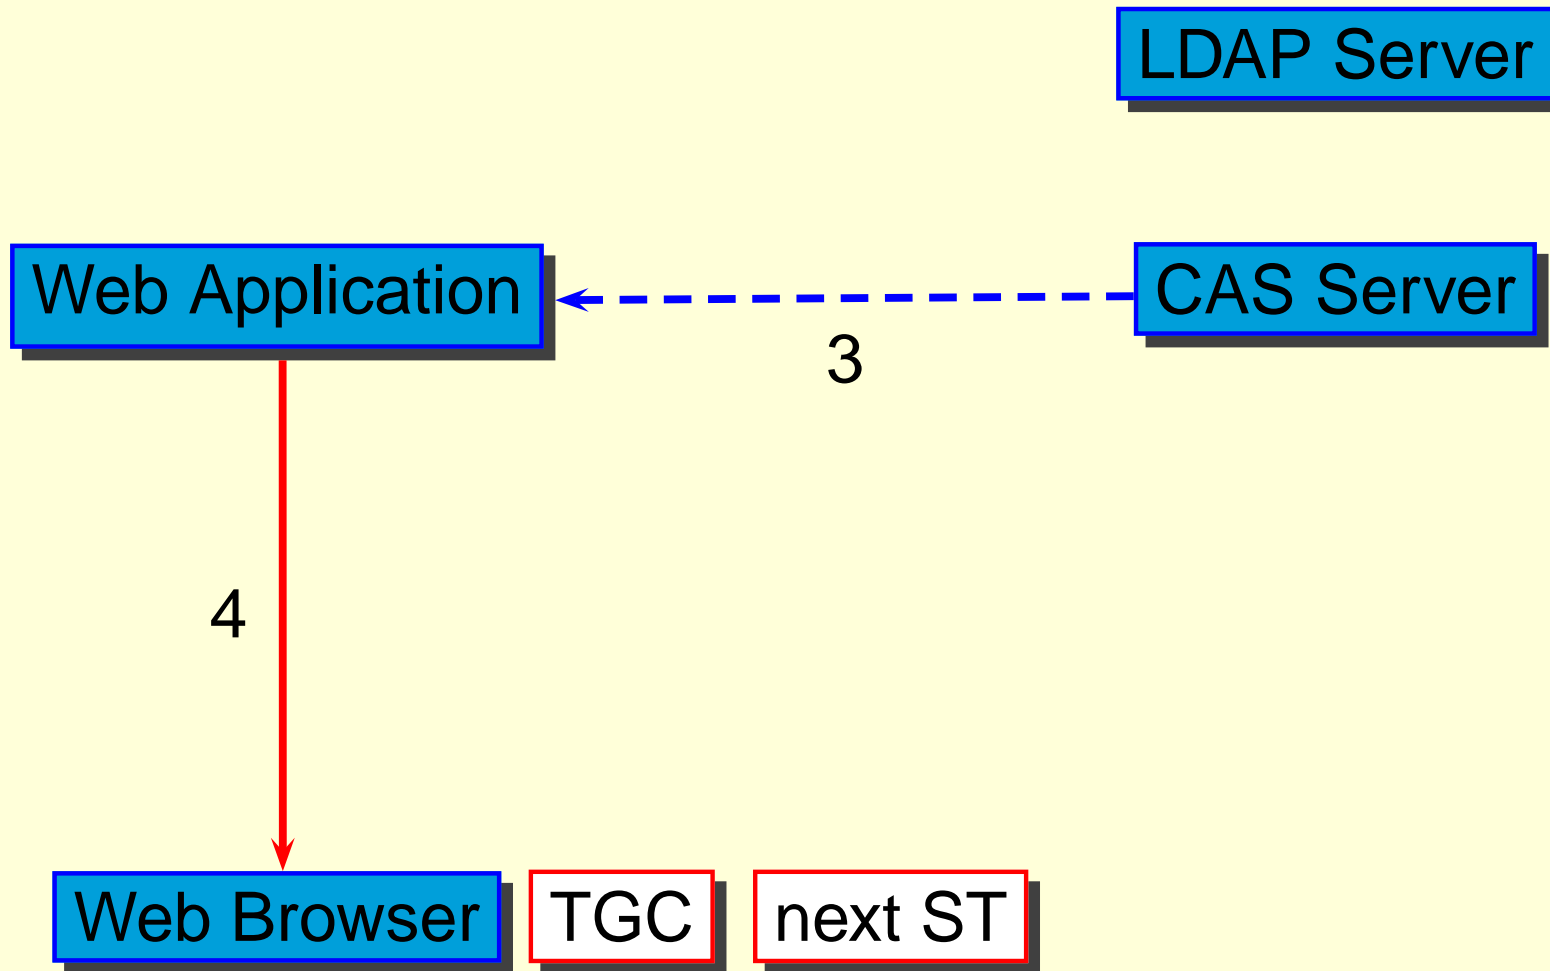 LDAP Server
Web Application
CAS Server
3
4
Web Browser
TGC
next ST